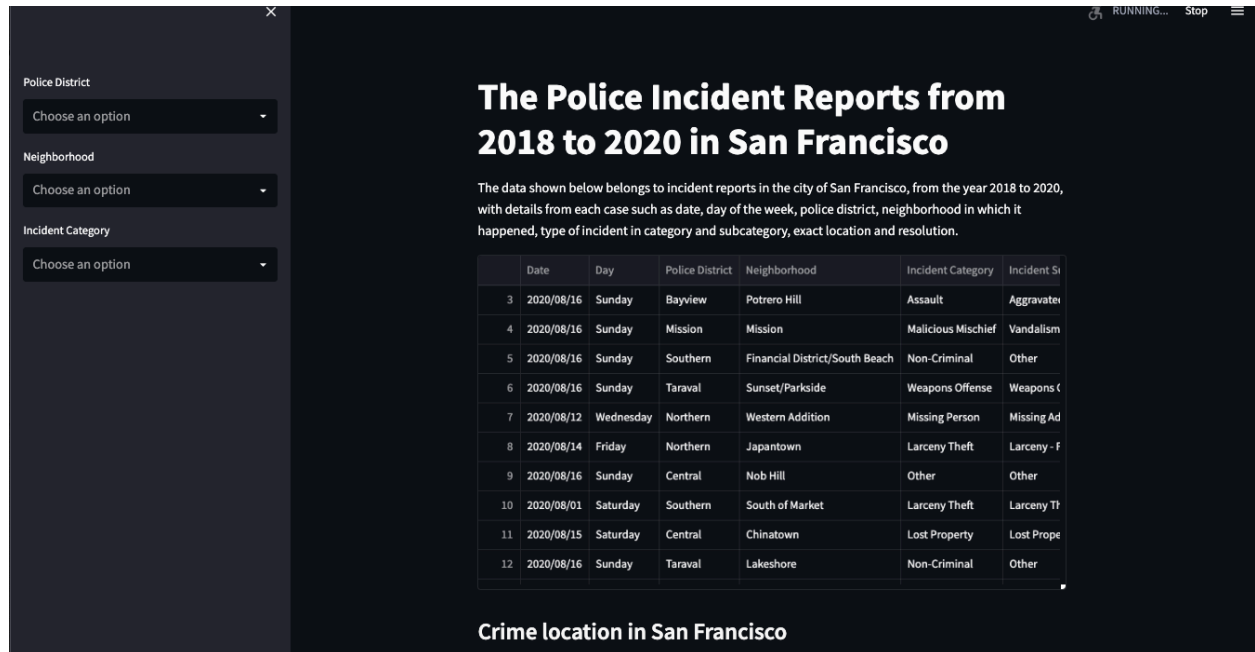 ×
RUNNING... Stop
Police District
Choose an option
Neighborhood
Choose an option
Incident Category
Choose an option
The Police Incident Reports from
2018 to 2020 in San Francisco
The data shown below belongs to incident reports in the city of San Francisco, from the year 2018 to 2020,
with details from each case such as date, day of the week, police district, neighborhood in which it
happened, type of incident in category and subcategory, exact location and resolution.
Date Day Police District Neighborhood Incident Category Incident
3 2020/08/16 Sunday Bayview Potrero Hill Assault Aggravated
4 2020/08/16 Sunday Mission Mission Malicious Mischief Vandalism
5 2020/08/16 Sunday Southern Financial District/South Beach Non-Criminal Other
6 2020/08/16 Sunday Taraval Sunset/Parkside Weapons Offense Weapons
7 2020/08/12 Wednesday Northern Western Addition Missing Person Missing Ad
8 2020/08/14 Friday Northern Japantown Larceny Theft Larceny -
9 2020/08/16 Sunday Central Nob Hill Other Other
10 2020/08/01 Saturday Southern South of Market Larceny Theft Larceny Th
11 2020/08/15 Saturday Central Chinatown Lost Property Lost Prope
12 2020/08/16 Sunday Taraval Lakeshore Non-Criminal Other
Crime location in San Francisco